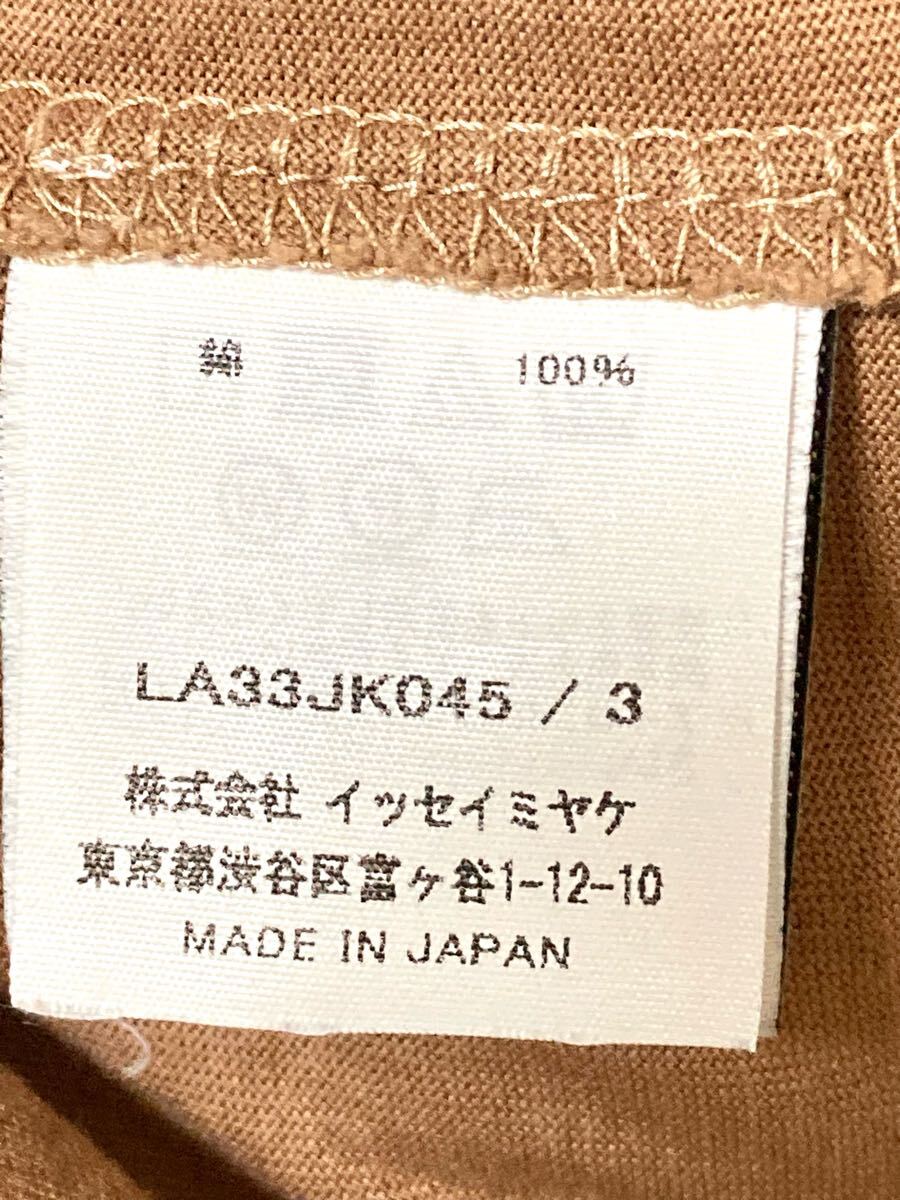 綿 100%
LA33JK045 / 3
株式会社 イッセイミヤケ
東京都渋谷区富ヶ谷1-12-10
MADE IN JAPAN